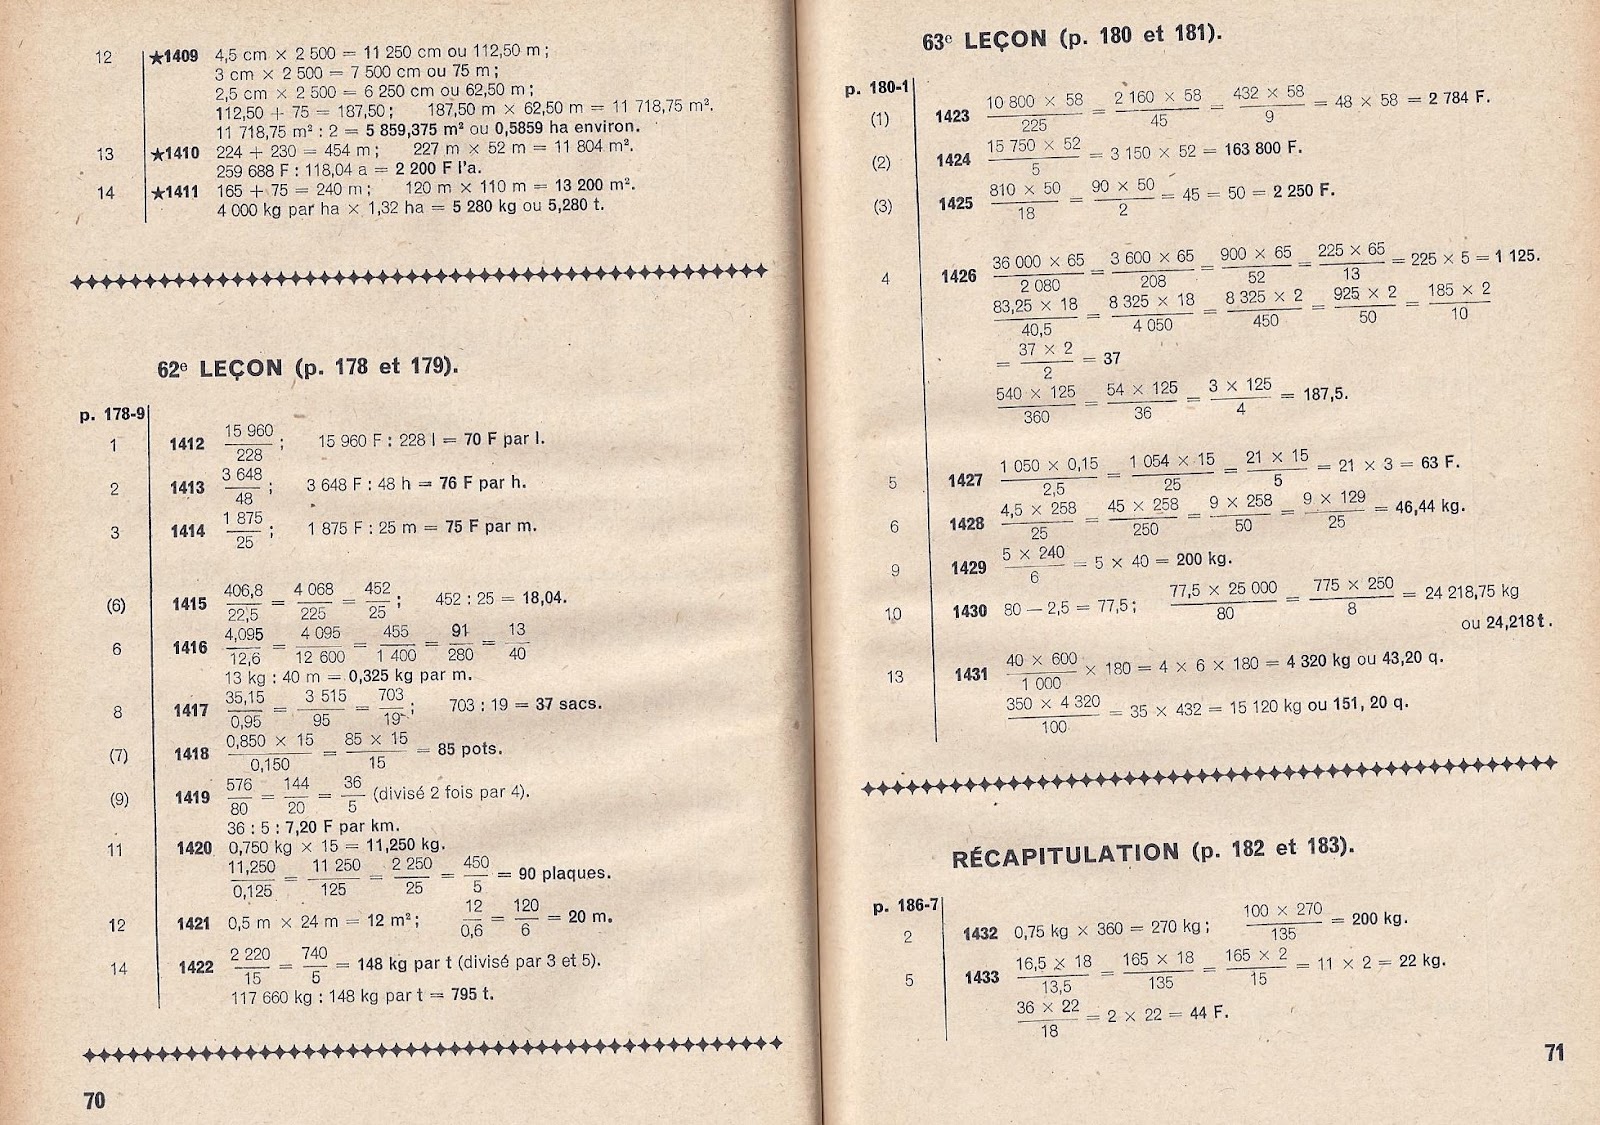 12 ★1409 4,5 cm × 2 500 = 11 250 cm ou 112,50 m ;
3 cm × 2 500 = 7 500 cm ou 75 m ;
2,5 cm × 2 500 = 6 250 cm ou 62,50 m ;
112,50 + 75 = 187,50 ; 187,50 m × 62,50 m = 11 718,75 m².
11 718,75 m² : 2 = 5 859,375 m² ou 0,5859 ha environ.
13 ★1410 224 + 230 = 454 m ; 227 m × 52 m = 11 804 m².
259 688 F : 118,04 a = 2 200 F l'a.
14 ★1411 165 + 75 = 240 m ; 120 m × 110 m = 13 200 m².
4 000 kg par ha × 1,32 ha = 5 280 kg ou 5,280 t.
62e LEÇON (p. 178 et 179).
p. 178-9
1 1412 15 960/228 ; 15 960 F : 228 l = 70 F par l.
2 1413 3 648/48 ; 3 648 F : 48 h = 76 F par h.
3 1414 1 875/25 ; 1 875 F : 25 m = 75 F par m.
(6) 1415 406,8/22,5 = 4 068/225 = 452/25 ; 452 : 25 = 18,04.
6 1416 4,095/12,6 = 4 095/12 600 = 455/1 400 = 91/280 = 13/40
13 kg : 40 m = 0,325 kg par m.
8 1417 35,15/0,95 = 3 515/95 = 703/19 ; 703 : 19 = 37 sacs.
(7) 1418 0,850 × 15/0,150 = 85 × 15/15 = 85 pots.
(9) 1419 576/80 = 144/20 = 36/5 (divisé 2 fois par 4).
36 : 5 : 7,20 F par km.
11 1420 0,750 kg × 15 = 11,250 kg.
11,250/0,125 = 11 250/125 = 2 250/25 = 450/5 = 90 plaques.
12 1421 0,5 m × 24 m = 12 m² ; 12/0,6 = 120/6 = 20 m.
14 1422 2 220/15 = 740/5 = 148 kg par t (divisé par 3 et 5).
117 660 kg : 148 kg par t = 795 t.
70
63e LEÇON (p. 180 et 181).
p. 180-1
(1) 1423 10 800 × 58/225 = 2 160 × 58/45 = 432 × 58/9 = 48 × 58 = 2 784 F.
(2) 1424 15 750 × 52/5 = 3 150 × 52 = 163 800 F.
(3) 1425 810 × 50/18 = 90 × 50/2 = 45 = 50 = 2 250 F.
4 1426 36 000 × 65/2 080 = 3 600 × 65/208 = 900 × 65/52 = 225 × 65/13 = 225 × 5 = 1 125.
83,25 × 18/40,5 = 8 325 × 18/4 050 = 8 325 × 2/450 = 925 × 2/50 = 185 × 2/10
= 37 × 2/2 = 37
540 × 125/360 = 54 × 125/36 = 3 × 125/4 = 187,5.
5 1427 1 050 × 0,15/2,5 = 1 054 × 15/25 = 21 × 15/5 = 21 × 3 = 63 F.
6 1428 4,5 × 258/25 = 45 × 258/250 = 9 × 258/50 = 9 × 129/25 = 46,44 kg.
9 1429 5 × 240/6 = 5 × 40 = 200 kg.
10 1430 80 – 2,5 = 77,5 ; 77,5 × 25 000/80 = 775 × 250/8 = 24 218,75 kg
ou 24,218 t.
13 1431 40 × 600/1 000 × 180 = 4 × 6 × 180 = 4 320 kg ou 43,20 q.
350 × 4 320/100 = 35 × 432 = 15 120 kg ou 151, 20 q.
RÉCAPITULATION (p. 182 et 183).
p. 186-7
2 1432 0,75 kg × 360 = 270 kg ; 100 × 270/135 = 200 kg.
5 1433 16,5 × 18/13,5 = 165 × 18/135 = 165 × 2/15 = 11 × 2 = 22 kg.
36 × 22/18 = 2 × 22 = 44 F.
71